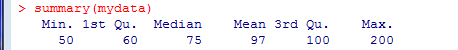 > summary(mydata)
Min. 1st Qu. Median Mean 3rd Qu. Max.
50 60 75 97 100 200